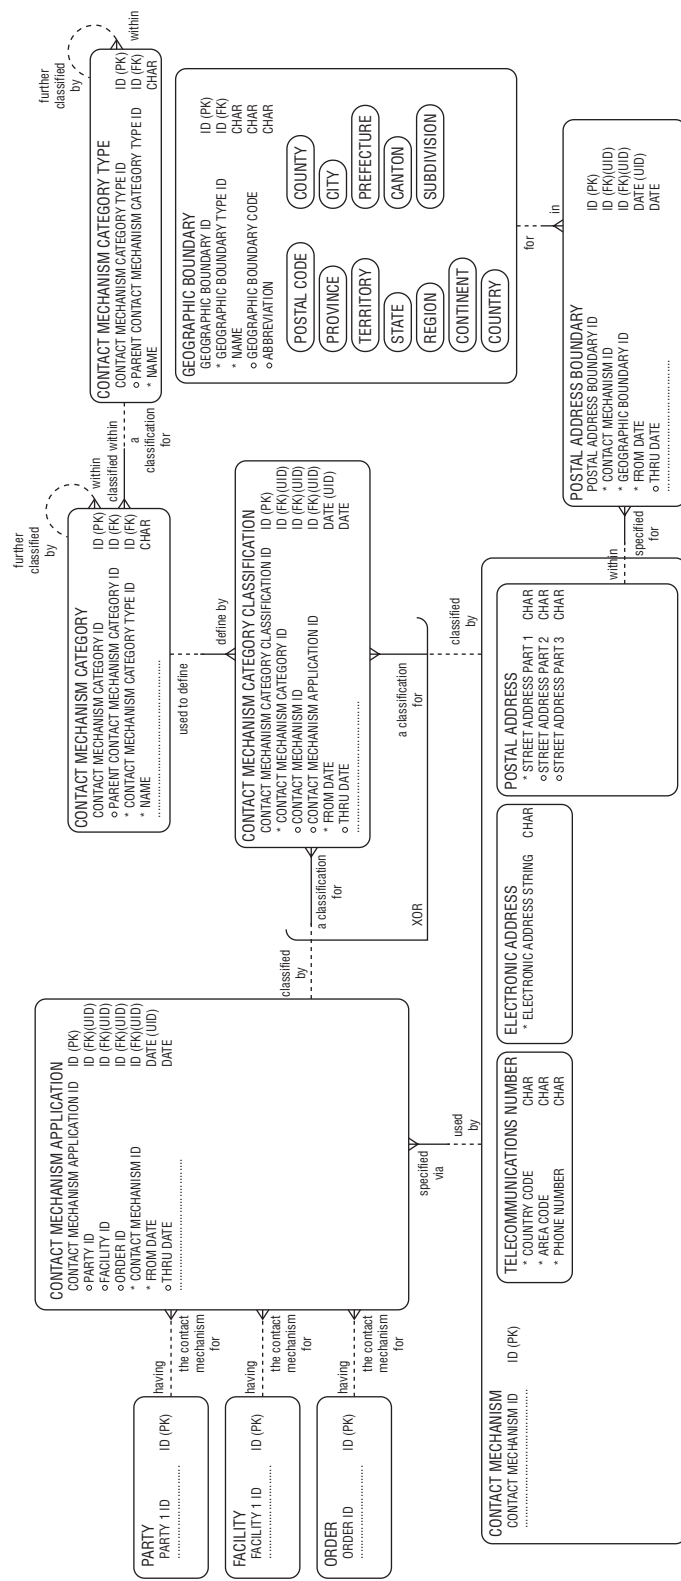 CONTACT MECHANISM CATEGORY TYPE
CONTACT MECHANISM CATEGORY TYPE ID ID (PK)
o PARENT CONTACT MECHANISM CATEGORY TYPE ID ID (FK)
* NAME CHAR
further
classified
by
within
a
classification
for
classified within
CONTACT MECHANISM CATEGORY
CONTACT MECHANISM CATEGORY ID ID (PK)
o PARENT CONTACT MECHANISM CATEGORY ID ID (FK)
* CONTACT MECHANISM CATEGORY TYPE ID ID (FK)
* NAME CHAR
further
classified
by
within
used to define
define by
GEOGRAPHIC BOUNDARY
GEOGRAPHIC BOUNDARY ID ID (PK)
* GEOGRAPHIC BOUNDARY TYPE ID ID (FK)
* NAME CHAR
o GEOGRAPHIC BOUNDARY CODE CHAR
o ABBREVIATION CHAR
POSTAL CODE
COUNTY
PROVINCE
CITY
TERRITORY
PREFECTURE
STATE
CANTON
REGION
SUBDIVISION
CONTINENT
COUNTRY
for
in
CONTACT MECHANISM CATEGORY CLASSIFICATION
CONTACT MECHANISM CATEGORY CLASSIFICATION ID ID (PK)
* CONTACT MECHANISM CATEGORY ID ID (FK)(UID)
o CONTACT MECHANISM ID ID (FK)(UID)
o CONTACT MECHANISM APPLICATION ID ID (FK)(UID)
* FROM DATE DATE (UID)
o THRU DATE DATE
a classification
for
classified
by
a classification
for
classified
by
XOR
POSTAL ADDRESS BOUNDARY
POSTAL ADDRESS BOUNDARY ID ID (PK)
* CONTACT MECHANISM ID ID (FK)(UID)
* GEOGRAPHIC BOUNDARY ID ID (FK)(UID)
* FROM DATE DATE (UID)
o THRU DATE DATE
specified
for
within
CONTACT MECHANISM APPLICATION
CONTACT MECHANISM APPLICATION ID ID (PK)
o PARTY ID ID (FK)(UID)
o FACILITY ID ID (FK)(UID)
o ORDER ID ID (FK)(UID)
* CONTACT MECHANISM ID ID (FK)(UID)
* FROM DATE DATE (UID)
o THRU DATE DATE
specified
via
used
by
having
the contact
mechanism
for
having
the contact
mechanism
for
having
the contact
mechanism
for
PARTY
PARTY 1 ID ID (PK)
FACILITY
FACILITY 1 ID ID (PK)
ORDER
ORDER ID ID (PK)
CONTACT MECHANISM
CONTACT MECHANISM ID ID (PK)
TELECOMMUNICATIONS NUMBER
* COUNTRY CODE CHAR
* AREA CODE CHAR
* PHONE NUMBER CHAR
ELECTRONIC ADDRESS
* ELECTRONIC ADDRESS STRING CHAR
POSTAL ADDRESS
* STREET ADDRESS PART 1 CHAR
o STREET ADDRESS PART 2 CHAR
o STREET ADDRESS PART 3 CHAR